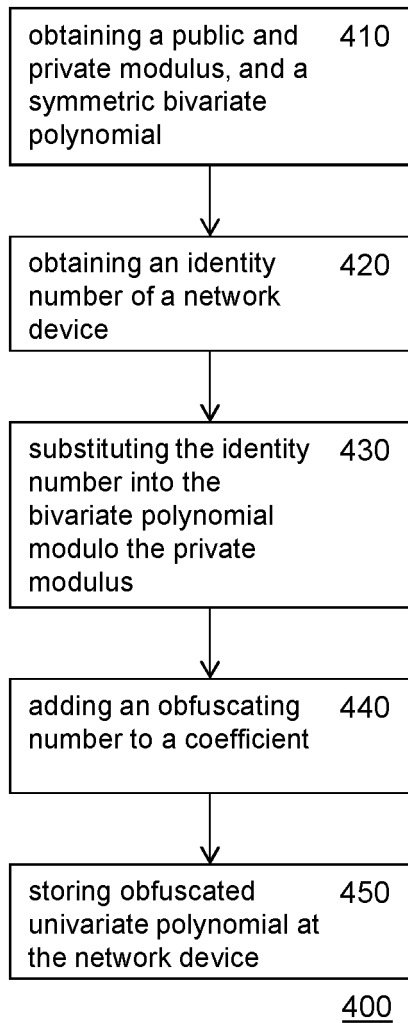 obtaining a public and 410
private modulus, and a
symmetric bivariate
polynomial
obtaining an identity 420
number of a network
device
substituting the identity 430
number into the
bivariate polynomial
modulo the private
modulus
adding an obfuscating 440
number to a coefficient
storing obfuscated 450
univariate polynomial at
the network device
400